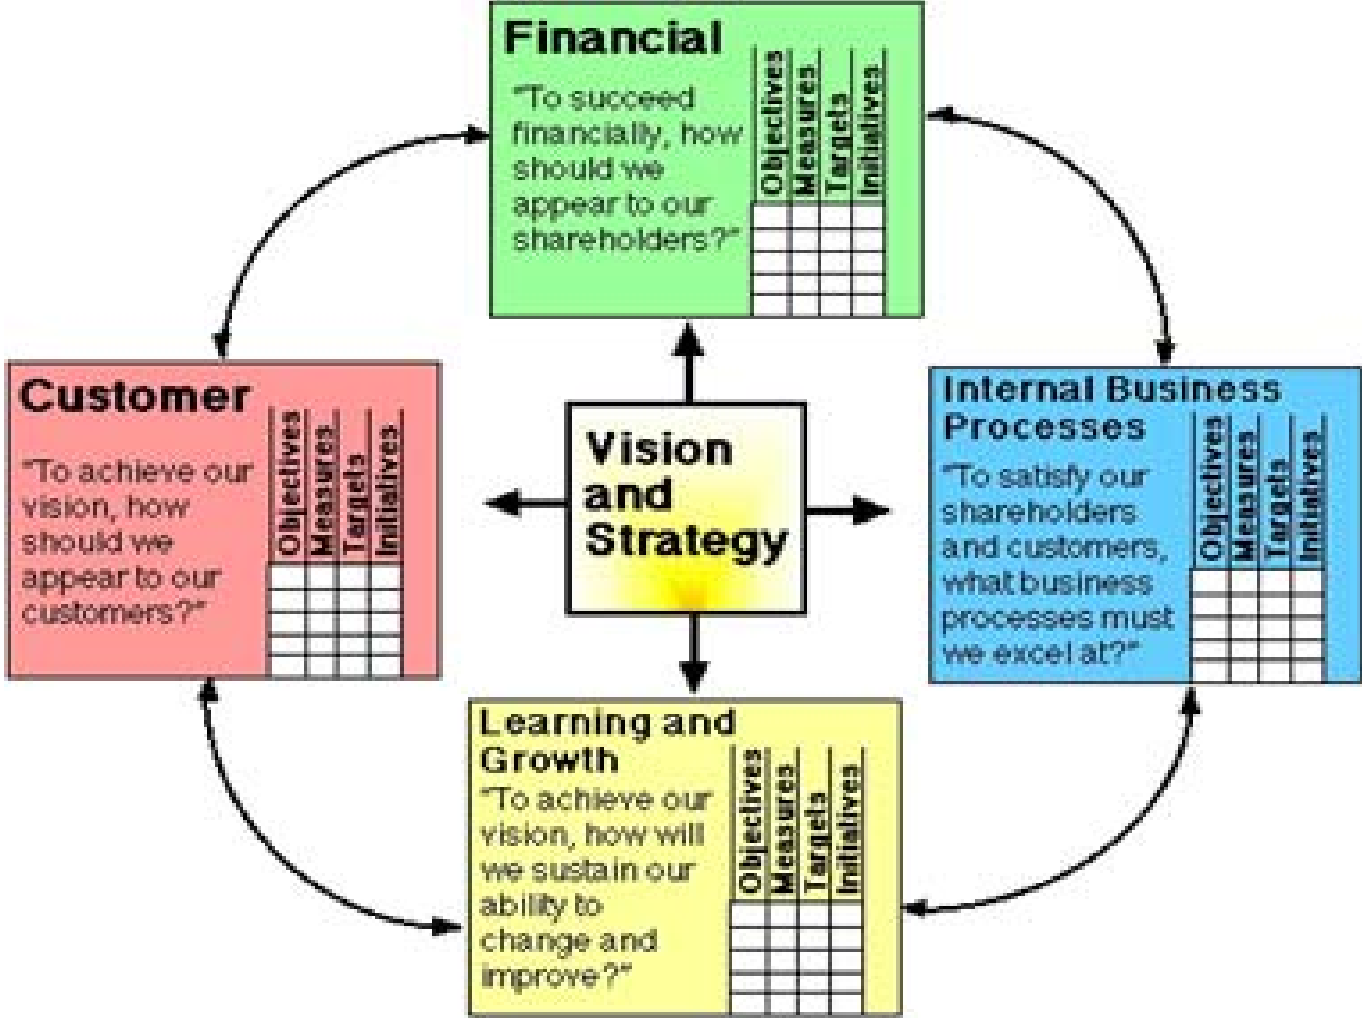 Financial
"To succeed
financially, how
should we
appear to our
shareholders?"
Objectives
Measures
Targets
Initiatives
Customer
"To achieve our
vision, how
should we
appear to our
customers?"
Objectives
Measures
Targets
Initiatives
Vision
and
Strategy
Internal Business
Processes
"To satisfy our
shareholders
and customers,
what business
processes must
we excel at?"
Objectives
Measures
Targets
Initiatives
Learning and
Growth
"To achieve our
vision, how will
we sustain our
ability to
change and
improve?"
Objectives
Measures
Targets
Initiatives